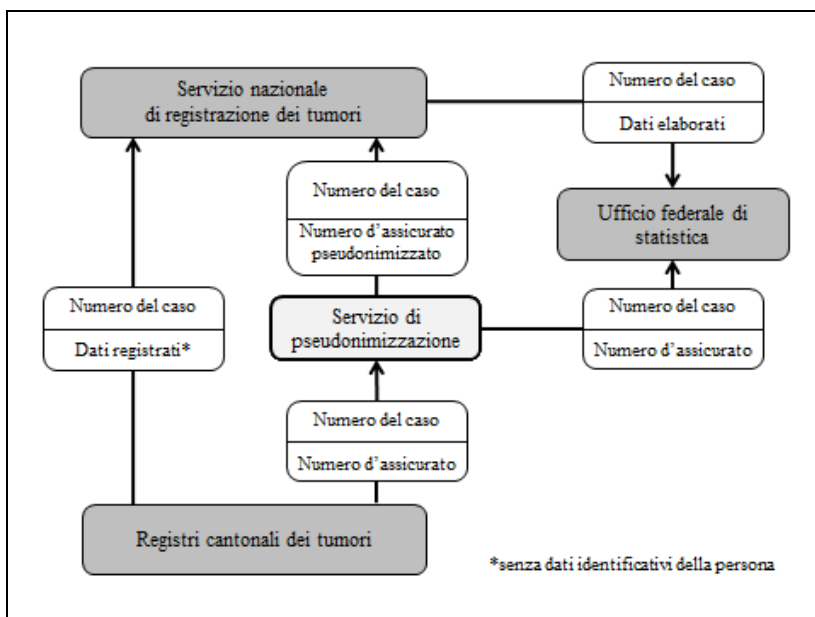 Servizio nazionale
di registrazione dei tumori
Numero del caso
Dati elaborati
Numero del caso
Numero d'assicurato
pseudonimizzato
Ufficio federale di
statistica
Numero del caso
Dati registrati*
Servizio di
pseudonimizzazione
Numero del caso
Numero d'assicurato
Numero del caso
Numero d'assicurato
Registri cantonali dei tumori
*senza dati identificativi della persona